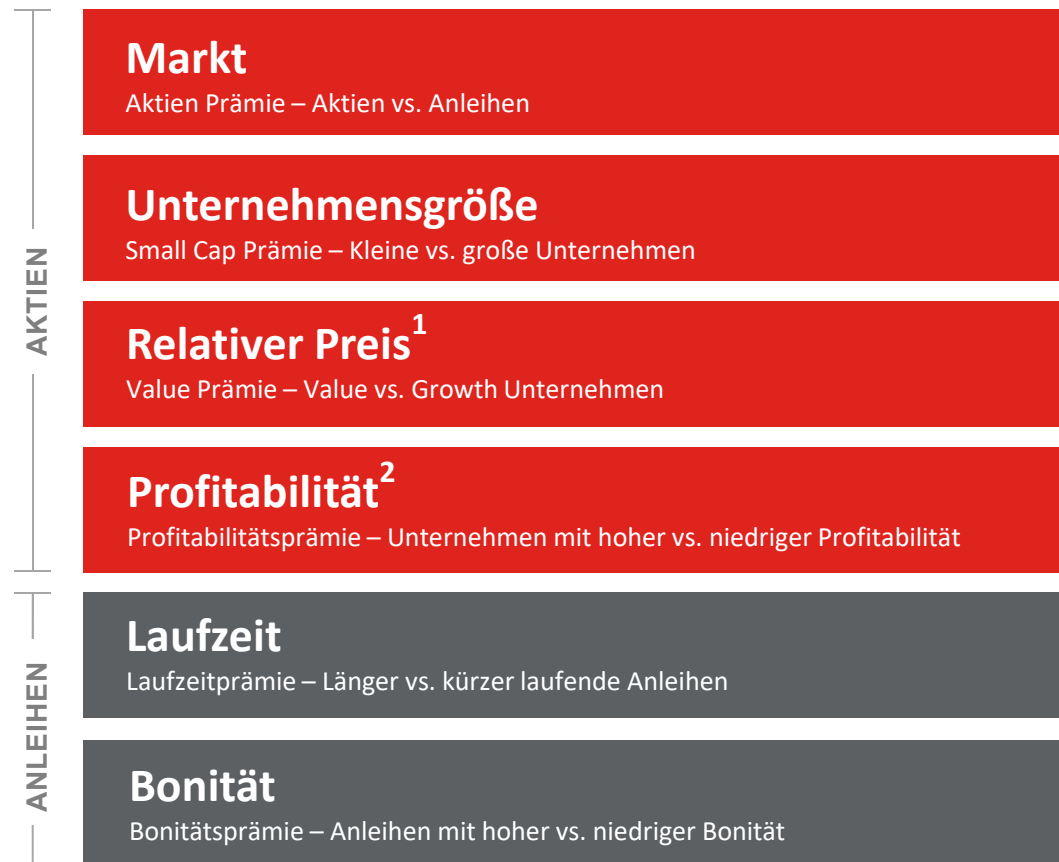 AKTIEN
Markt
Aktien Prämie – Aktien vs. Anleihen
Unternehmensgröße
Small Cap Prämie – Kleine vs. große Unternehmen
Relativer Preis¹
Value Prämie – Value vs. Growth Unternehmen
Profitabilität²
Profitabilitätsprämie – Unternehmen mit hoher vs. niedriger Profitabilität
ANLEIHEN
Laufzeit
Laufzeitprämie – Länger vs. kürzer laufende Anleihen
Bonität
Bonitätsprämie – Anleihen mit hoher vs. niedriger Bonität